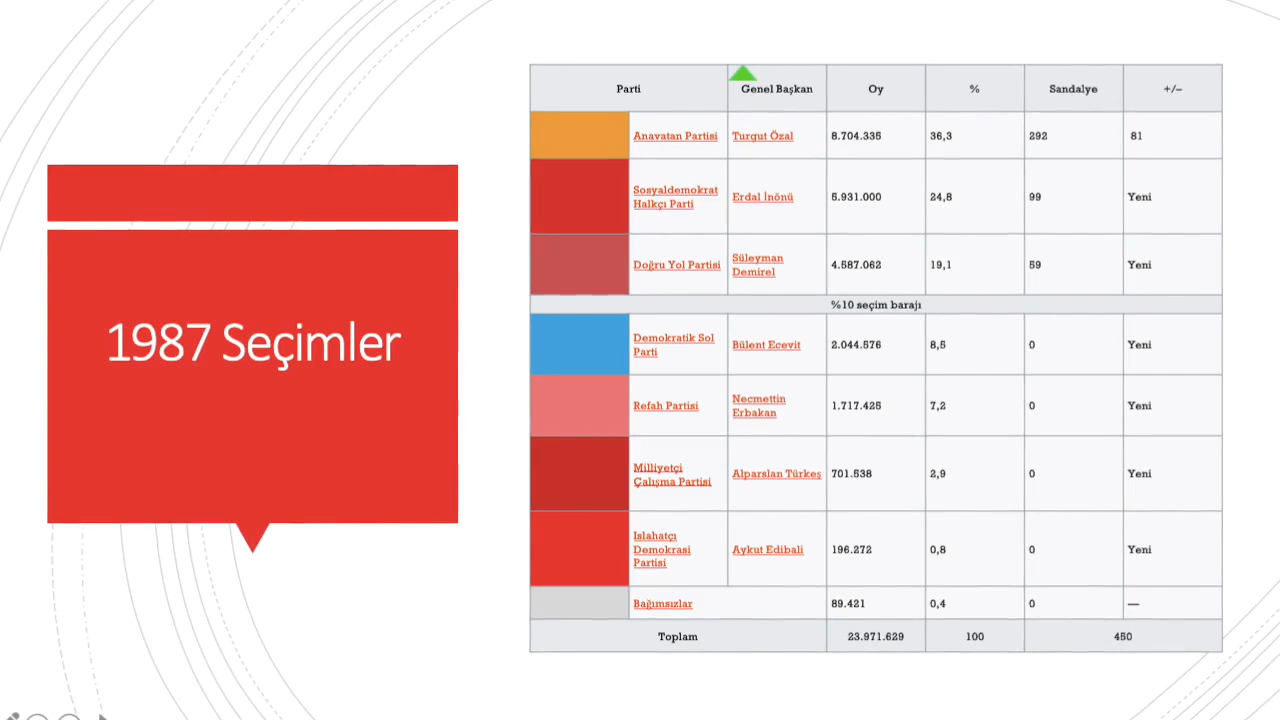 1987 Seçimler
Parti Genel Başkan Oy % Sandalye +/–
Anavatan Partisi Turgut Özal 8.704.335 36,3 292 81
Sosyaldemokrat
Halkçı Parti Erdal İnönü 5.931.000 24,8 99 Yeni
Doğru Yol Partisi Süleyman
Demirel 4.587.062 19,1 59 Yeni
%10 seçim barajı
Demokratik Sol
Parti Bülent Ecevit 2.044.576 8,5 0 Yeni
Refah Partisi Necmettin
Erbakan 1.717.425 7,2 0 Yeni
Milliyetçi
Çalışma Partisi Alparslan Türkeş 701.538 2,9 0 Yeni
Islahatçı
Demokrasi
Partisi Aykut Edibali 196.272 0,8 0 Yeni
Bağımsızlar 89.421 0,4 0 —
Toplam 23.971.629 100 450